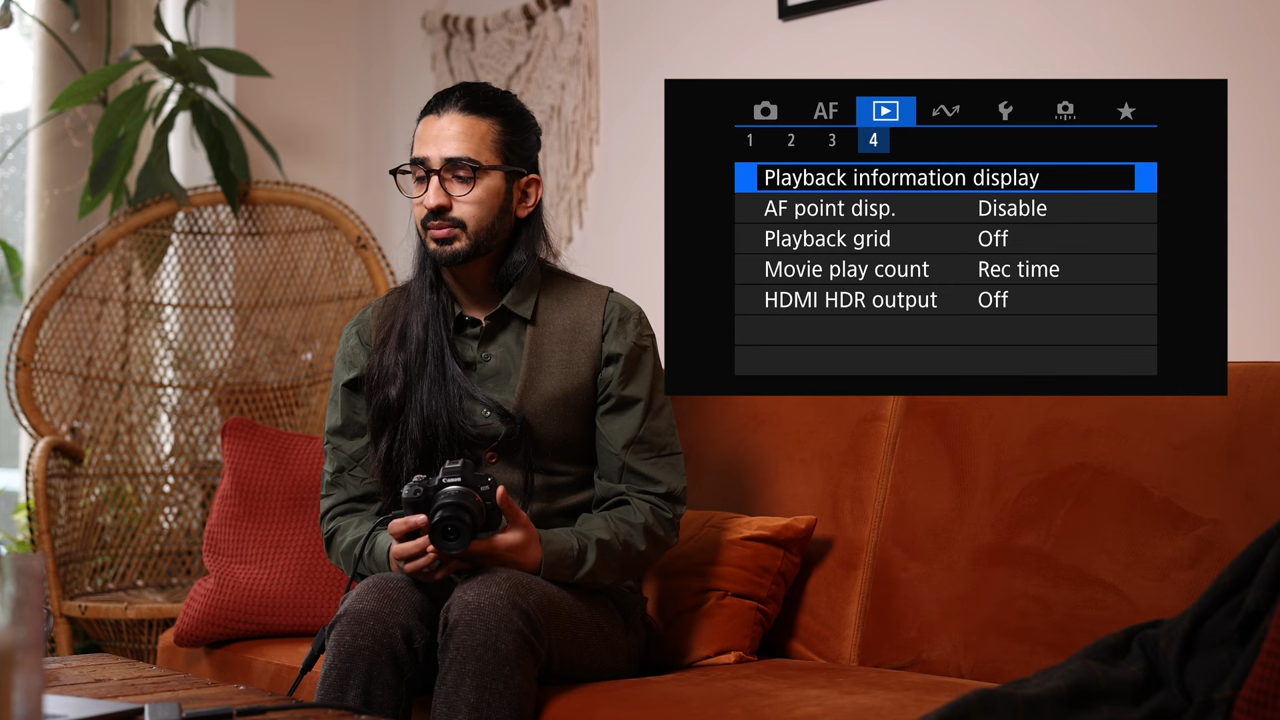 AF
1 2 3 4
Playback information display
AF point disp. Disable
Playback grid Off
Movie play count Rec time
HDMI HDR output Off
Canon